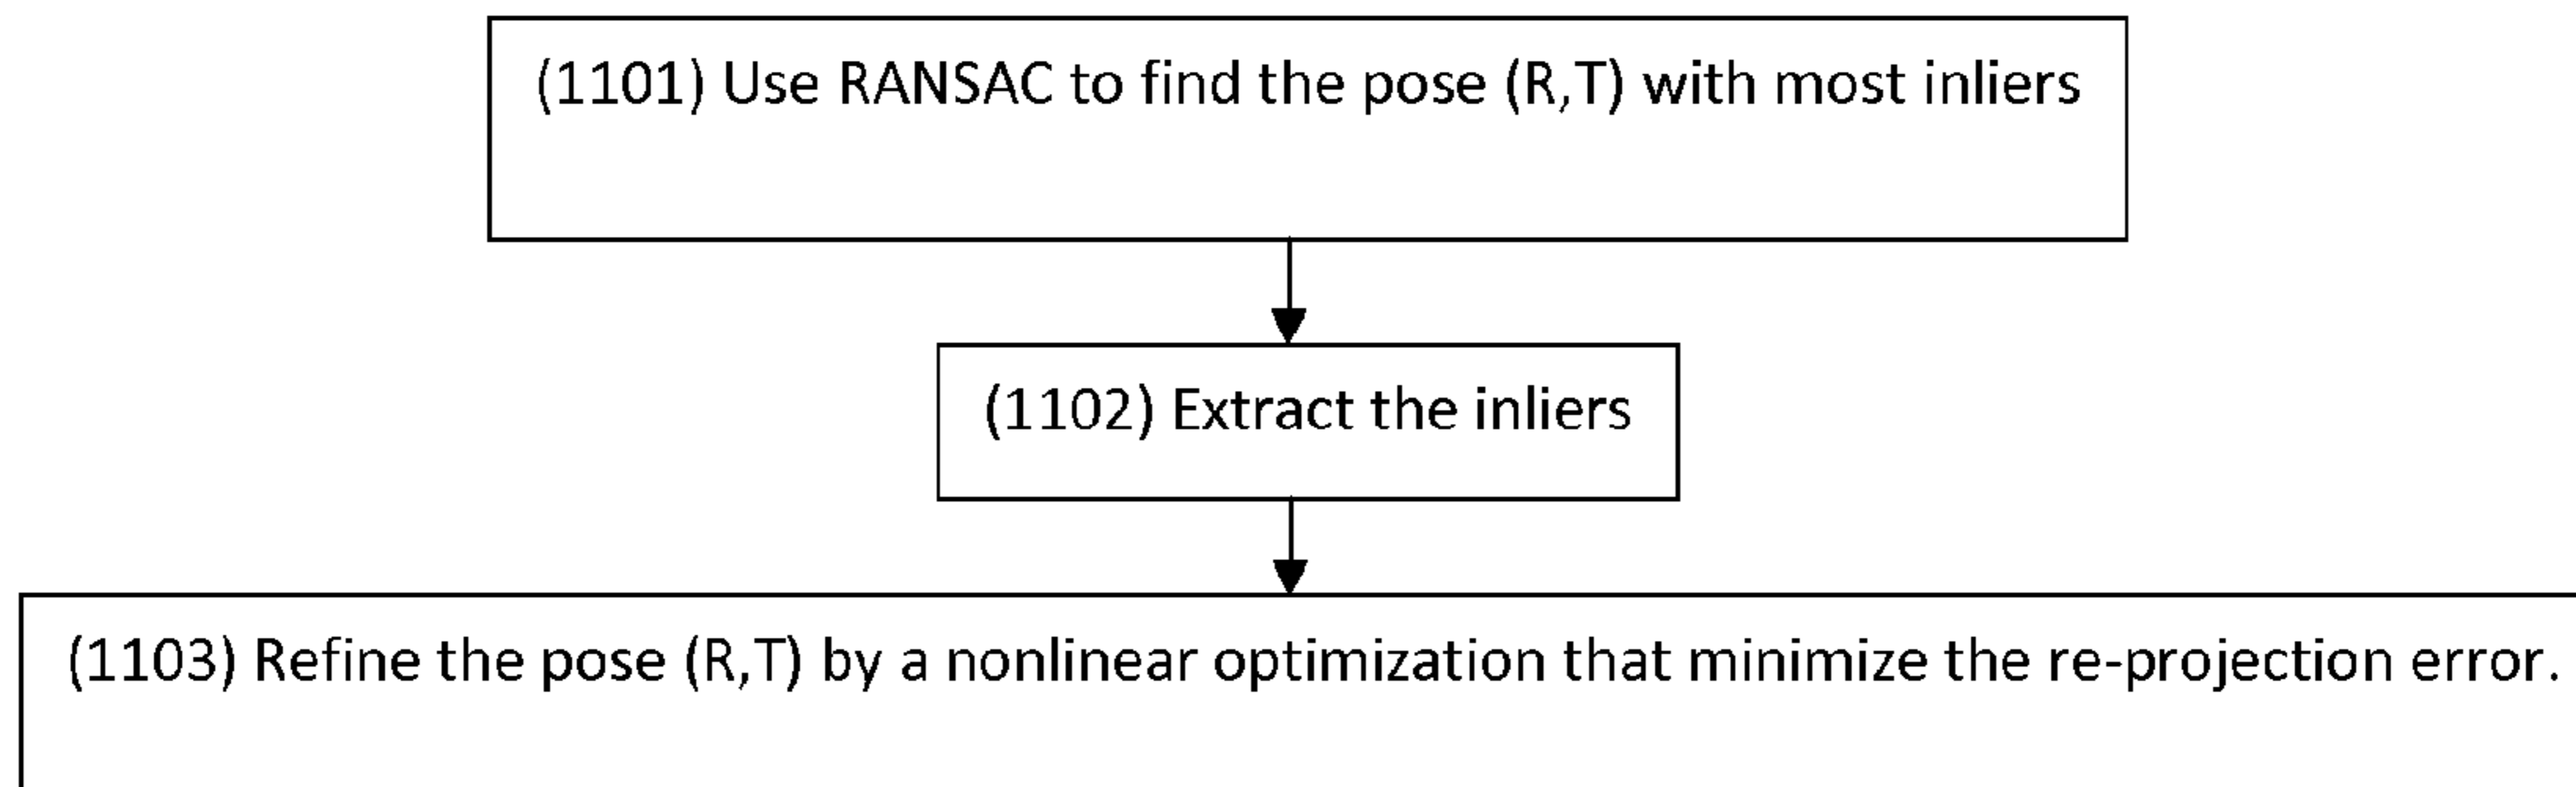 (1101) Use RANSAC to find the pose (R,T) with most inliers
(1102) Extract the inliers
(1103) Refine the pose (R,T) by a nonlinear optimization that minimize the re-projection error.